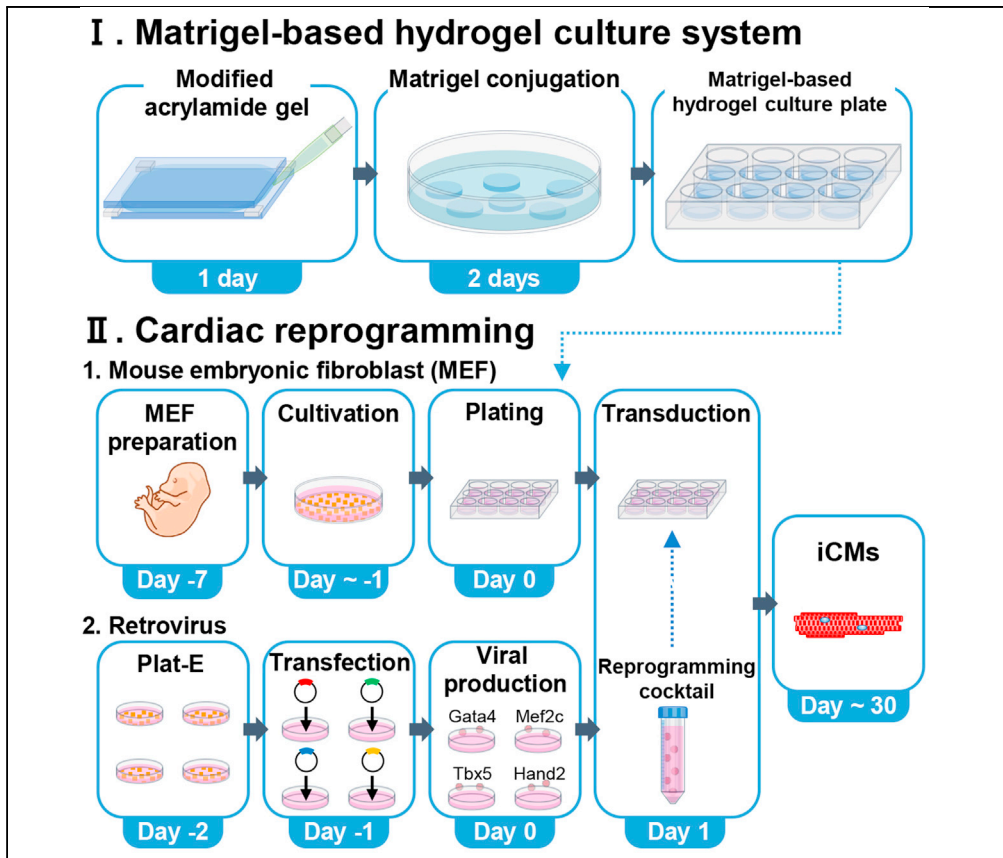 Ⅰ. Matrigel-based hydrogel culture system
Modified
acrylamide gel
Matrigel conjugation
Matrigel-based
hydrogel culture plate
1 day
2 days
Ⅱ. Cardiac reprogramming
1. Mouse embryonic fibroblast (MEF)
MEF
preparation
Cultivation
Plating
Transduction
Day -7
Day ~ -1
Day 0
iCMs
2. Retrovirus
Plat-E
Transfection
Viral
production
Gata4 Mef2c
Tbx5 Hand2
Reprogramming
cocktail
Day ~ 30
Day -2
Day -1
Day 0
Day 1